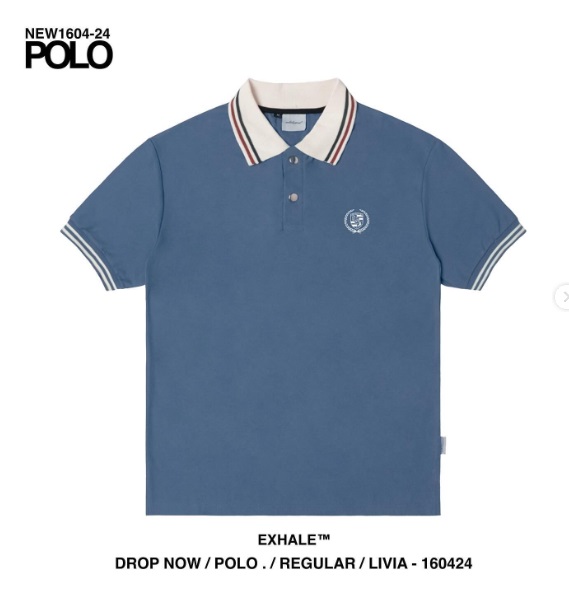 NEW1604-24
POLO
EXHALE™
DROP NOW / POLO . / REGULAR / LIVIA - 160424